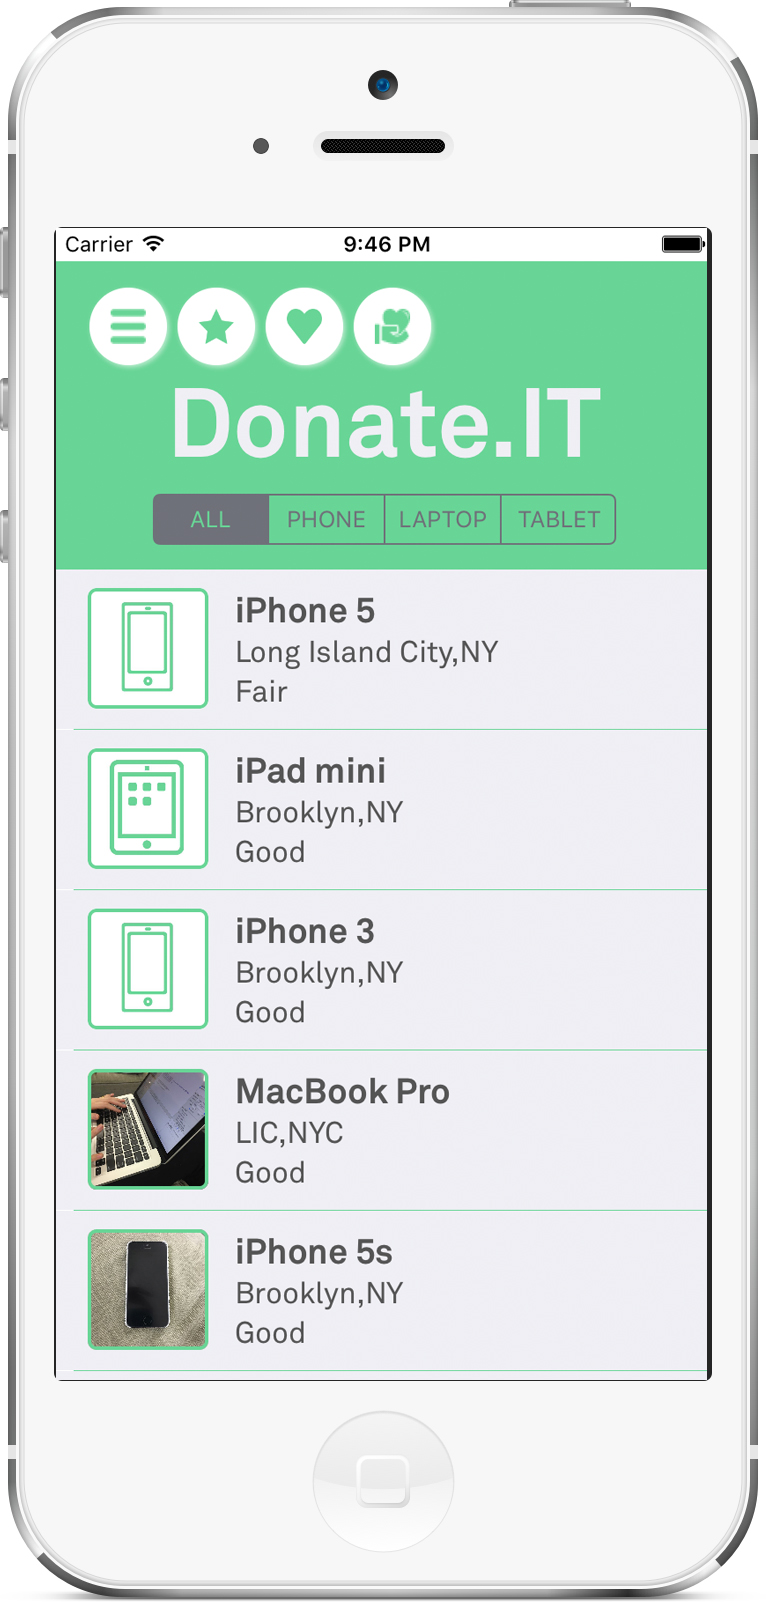 Carrier 9:46 PM
Donate.IT
ALL PHONE LAPTOP TABLET
iPhone 5
Long Island City,NY
Fair
iPad mini
Brooklyn,NY
Good
iPhone 3
Brooklyn,NY
Good
MacBook Pro
LIC,NYC
Good
iPhone 5s
Brooklyn,NY
Good